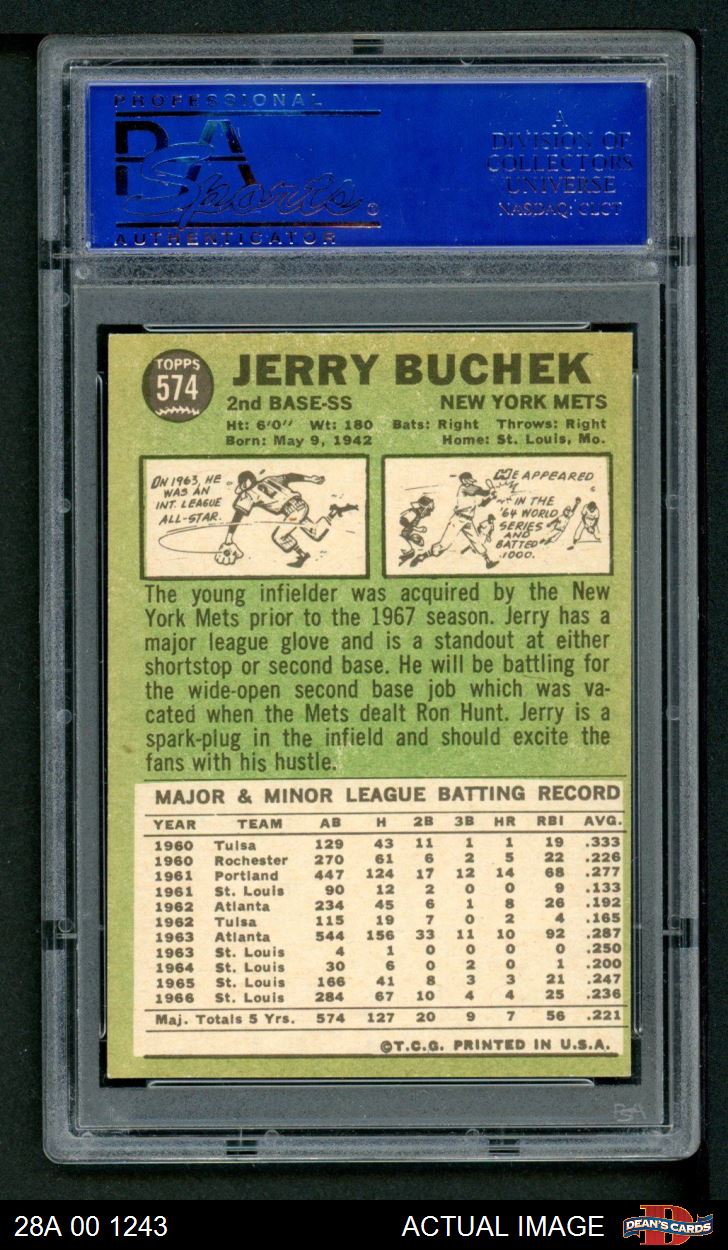 PROFESSIONAL
PSA
Sports ®
AUTHENTICATOR
A
DIVISION OF
COLLECTORS
UNIVERSE
NASDAQ: CLCT
TOPPS
574
JERRY BUCHEK
2nd BASE-SS NEW YORK METS
Ht: 6'0" Wt: 180 Bats: Right Throws: Right
Born: May 9, 1942 Home: St. Louis, Mo.
IN 1963, HE
WAS AN
INT. LEAGUE
ALL-STAR.
HE APPEARED
IN THE
'64 WORLD
SERIES
AND
BATTED
1.000.
The young infielder was acquired by the New
York Mets prior to the 1967 season. Jerry has a
major league glove and is a standout at either
shortstop or second base. He will be battling for
the wide-open second base job which was va-
cated when the Mets dealt Ron Hunt. Jerry is a
spark-plug in the infield and should excite the
fans with his hustle.
MAJOR & MINOR LEAGUE BATTING RECORD
YEAR TEAM AB H 2B 3B HR RBI AVG.
1960 Tulsa 129 43 11 1 1 19 .333
1960 Rochester 270 61 6 2 5 22 .226
1961 Portland 447 124 17 12 14 68 .277
1961 St. Louis 90 12 2 0 0 9 .133
1962 Atlanta 234 45 6 1 8 26 .192
1962 Tulsa 115 19 7 0 2 4 .165
1963 Atlanta 544 156 33 11 10 92 .287
1963 St. Louis 4 1 0 0 0 0 .250
1964 St. Louis 30 6 0 2 0 1 .200
1965 St. Louis 166 41 8 3 3 21 .247
1966 St. Louis 284 67 10 4 4 25 .236
Maj. Totals 5 Yrs. 574 127 20 9 7 56 .221
©T.C.G. PRINTED IN U.S.A.
PSA
28A 00 1243 ACTUAL IMAGE
DEAN'S CARDS